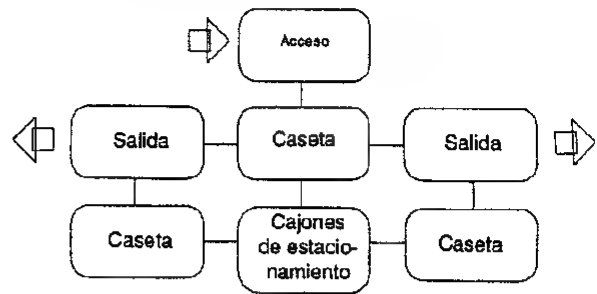 Acceso
Salida
Caseta
Salida
Caseta
Cajones
de estacio-
namiento
Caseta